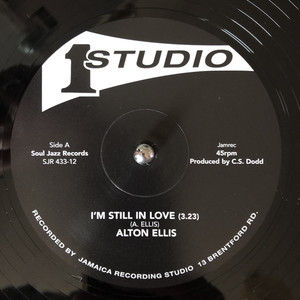 1 STUDIO
Side A
Soul Jazz Records
SJR 433-12
Jamrec
45rpm
Produced by C.S. Dodd
I'M STILL IN LOVE (3.23)
(A. ELLIS)
ALTON ELLIS
RECORDED BY JAMAICA RECORDING STUDIO 13 BRENTFORD RD.